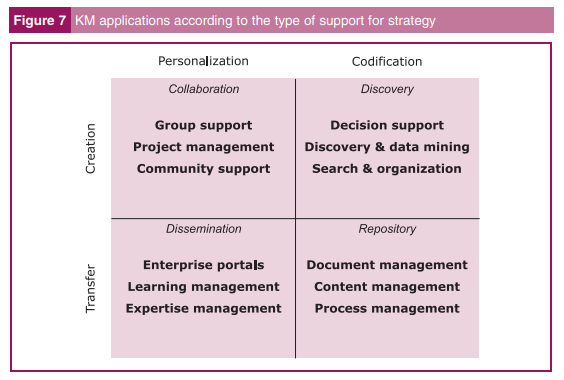 Figure 7 KM applications according to the type of support for strategy
Personalization Codification
Creation
Collaboration
Group support
Project management
Community support
Discovery
Decision support
Discovery & data mining
Search & organization
Transfer
Dissemination
Enterprise portals
Learning management
Expertise management
Repository
Document management
Content management
Process management